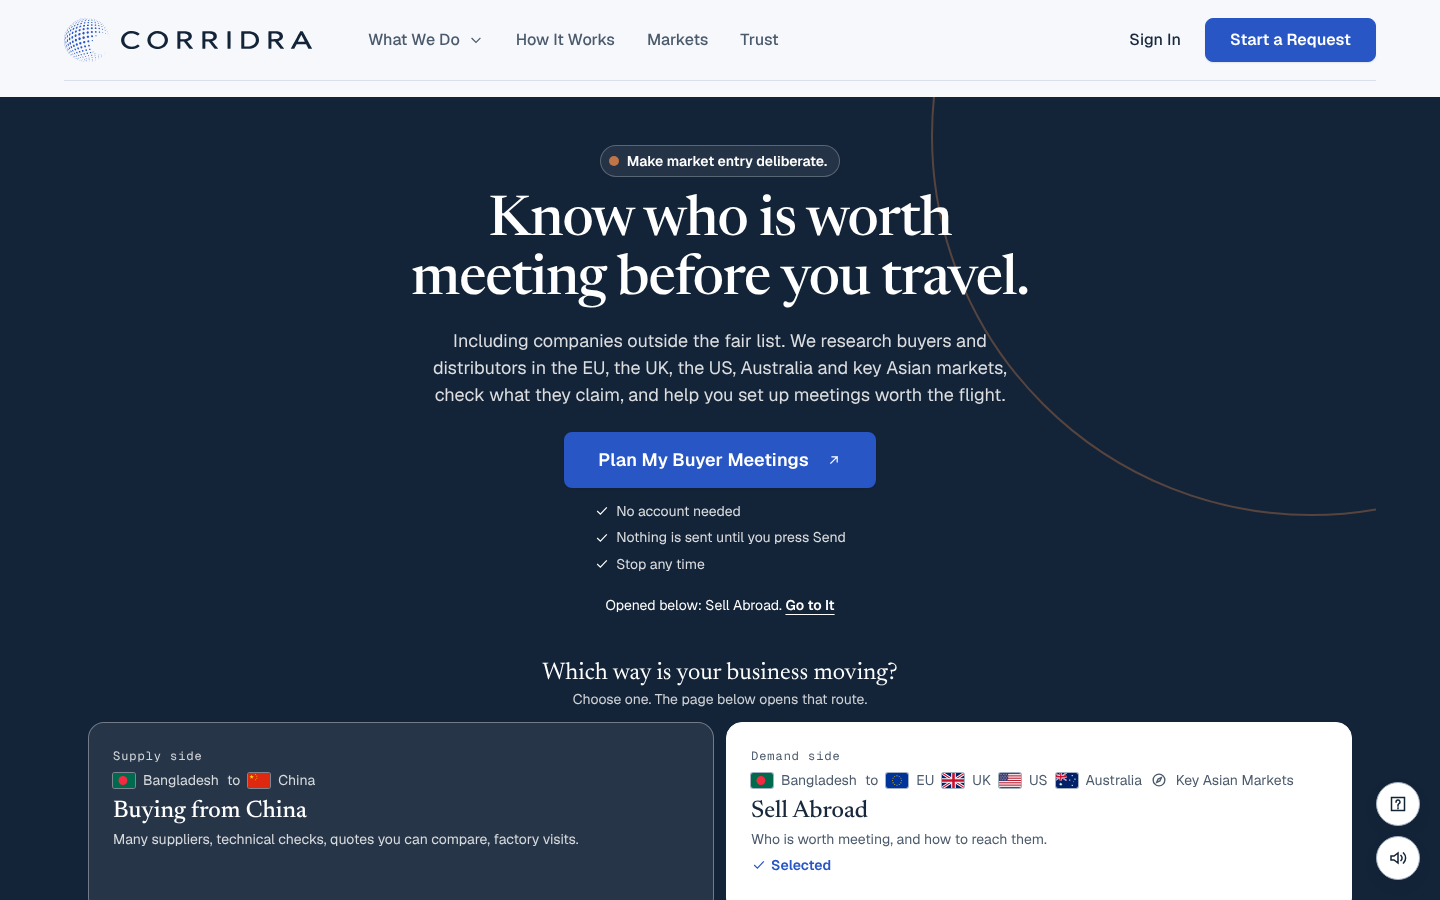 CORRIDRA
What We Do
How It Works
Markets
Trust
Sign In
Start a Request
Make market entry deliberate.
Know who is worth
meeting before you travel.
Including companies outside the fair list. We research buyers and
distributors in the EU, the UK, the US, Australia and key Asian markets,
check what they claim, and help you set up meetings worth the flight.
Plan My Buyer Meetings
No account needed
Nothing is sent until you press Send
Stop any time
Opened below: Sell Abroad. Go to It
Which way is your business moving?
Choose one. The page below opens that route.
Supply side
Bangladesh to China
Buying from China
Many suppliers, technical checks, quotes you can compare, factory visits.
Demand side
Bangladesh to EU UK US Australia Key Asian Markets
Sell Abroad
Who is worth meeting, and how to reach them.
Selected